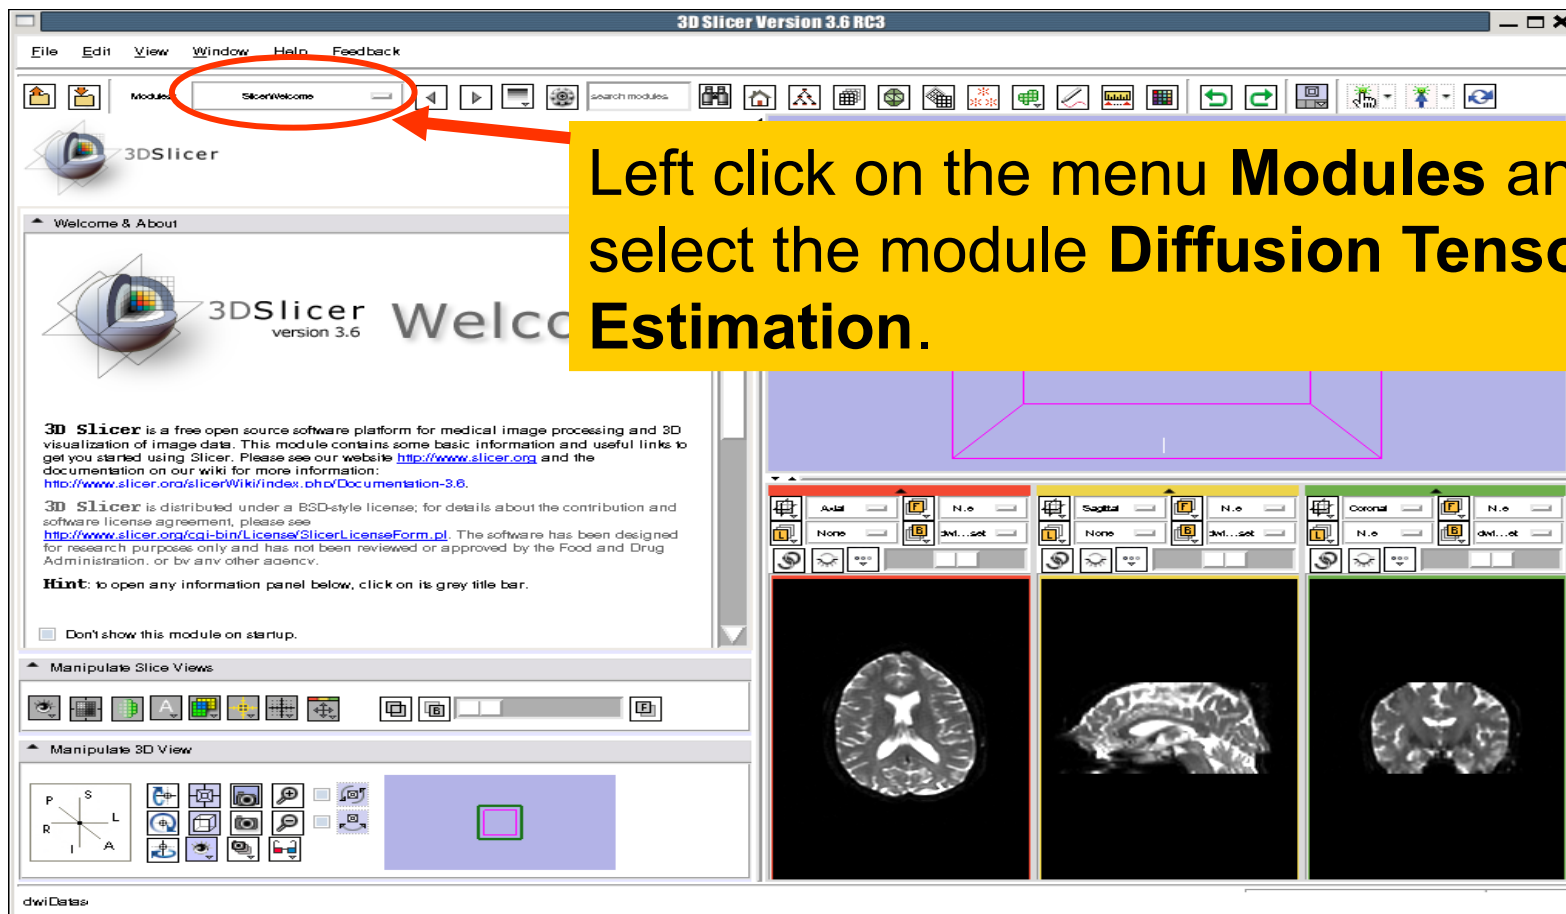 3D Slicer Version 3.6 RC3
File Edit View Window Help Feedback
Modules SlicerWelcome search modules
3DSlicer
Left click on the menu Modules an
select the module Diffusion Tenso
Estimation.
Welcome & About
3DSlicer
version 3.6
Welco
3D Slicer is a free open source software platform for medical image processing and 3D
visualization of image data. This module contains some basic information and useful links to
get you started using Slicer. Please see our website http://www.slicer.org and the
documentation on our wiki for more information:
http://www.slicer.org/slicerWiki/index.php/Documentation-3.6.
3D Slicer is distributed under a BSD-style license; for details about the contribution and
software license agreement, please see
http://www.slicer.org/cgi-bin/License/SlicerLicenseForm.pl. The software has been designed
for research purposes only and has not been reviewed or approved by the Food and Drug
Administration, or by any other agency.
Hint: to open any information panel below, click on its grey title bar.
Don't show this module on startup.
Axial F N..e Sagittal F N..e Coronal F N..e
L None B dwi...set L None B dwi...set L N..e B dwi...et
Manipulate Slice Views
A B F
Manipulate 3D View
P S
R L
I A
dwiDatas